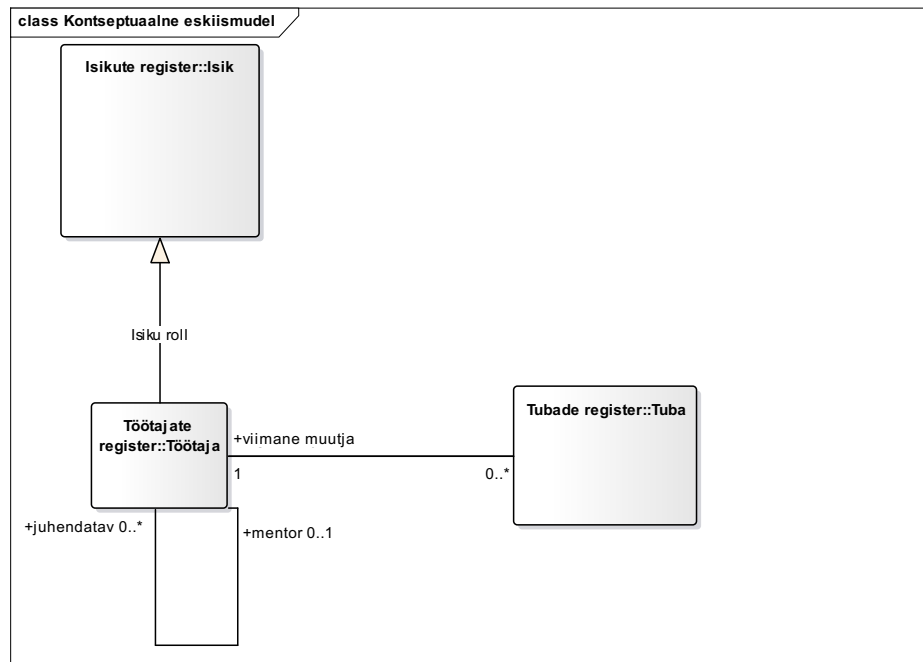 class Kontseptuaalne eskiismudel
Isikute register::Isik
Isiku roll
Töötajate
register::Töötaja
+viimane muutja
1
0..*
Tubade register::Tuba
+juhendatav 0..*
+mentor 0..1